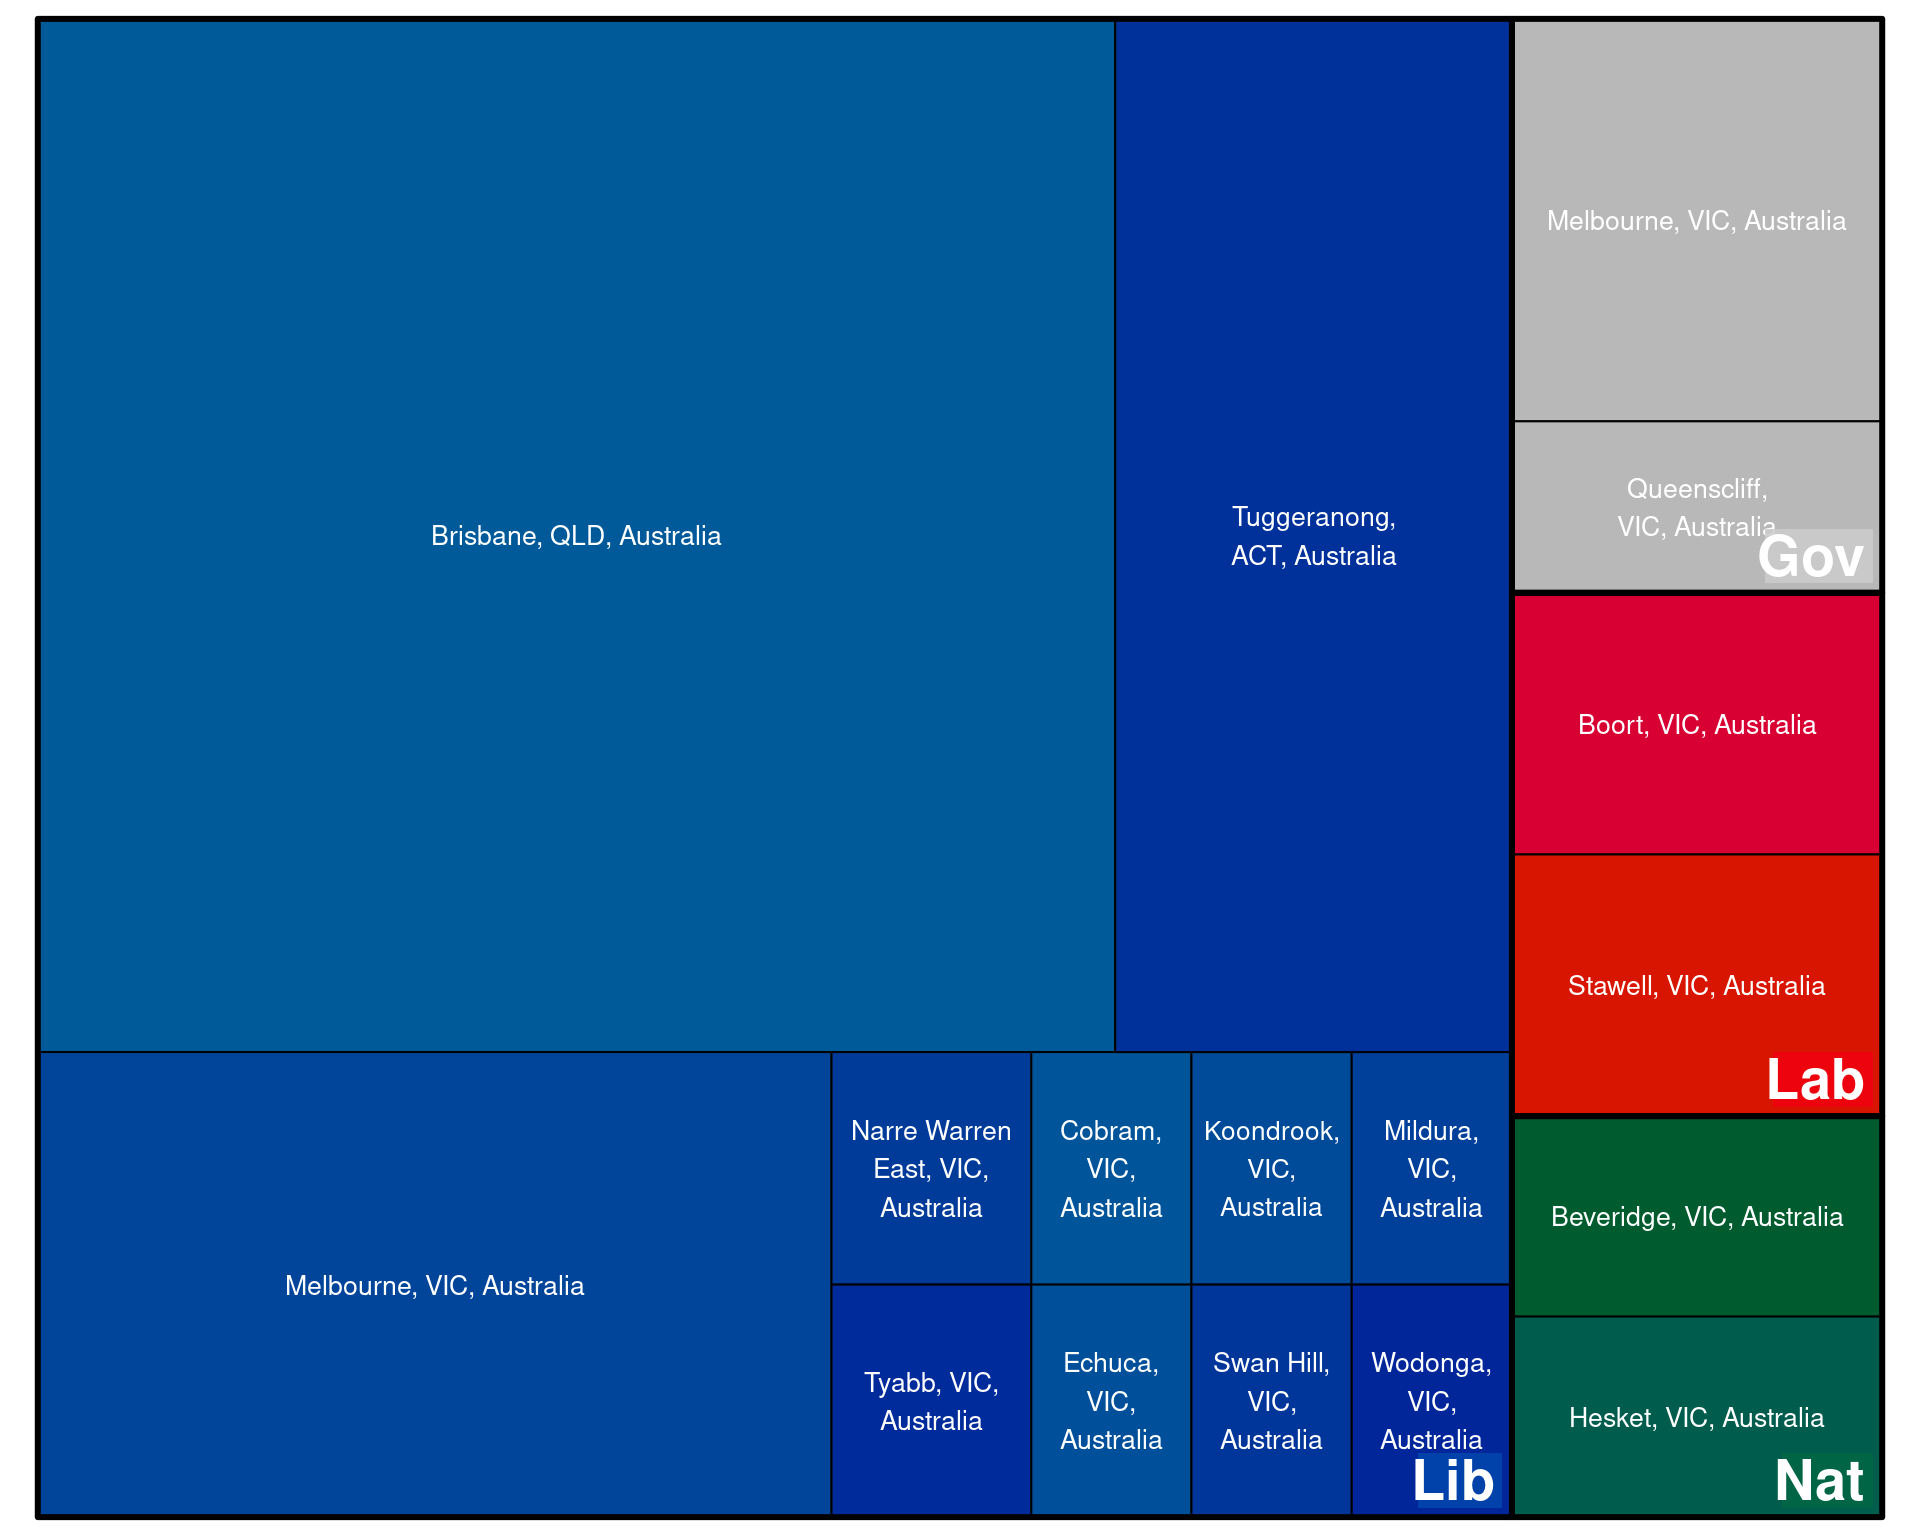 Brisbane, QLD, Australia
Tuggeranong,
ACT, Australia
Melbourne, VIC, Australia
Narre Warren
East, VIC,
Australia
Cobram,
VIC,
Australia
Koondrook,
VIC,
Australia
Mildura,
VIC,
Australia
Tyabb, VIC,
Australia
Echuca,
VIC,
Australia
Swan Hill,
VIC,
Australia
Wodonga,
VIC,
Australia
Lib
Melbourne, VIC, Australia
Queenscliff,
VIC, Australia
Gov
Boort, VIC, Australia
Stawell, VIC, Australia
Lab
Beveridge, VIC, Australia
Hesket, VIC, Australia
Nat